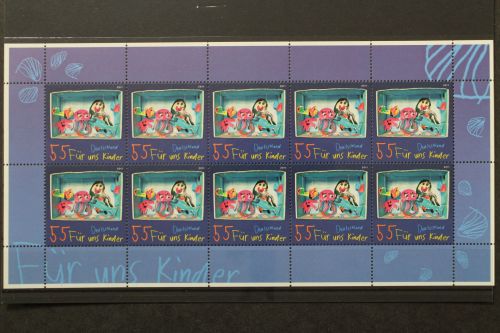 Deutschland Deutschland Deutschland Deutschland Deutschland
55 Für uns Kinder 55 Für uns Kinder 55 Für uns Kinder 55 Für uns Kinder 55 Für uns Kinder
Deutschland Deutschland Deutschland Deutschland Deutschland
55 Für uns Kinder 55 Für uns Kinder 55 Für uns Kinder 55 Für uns Kinder 55 Für uns Kinder
Für uns Kinder